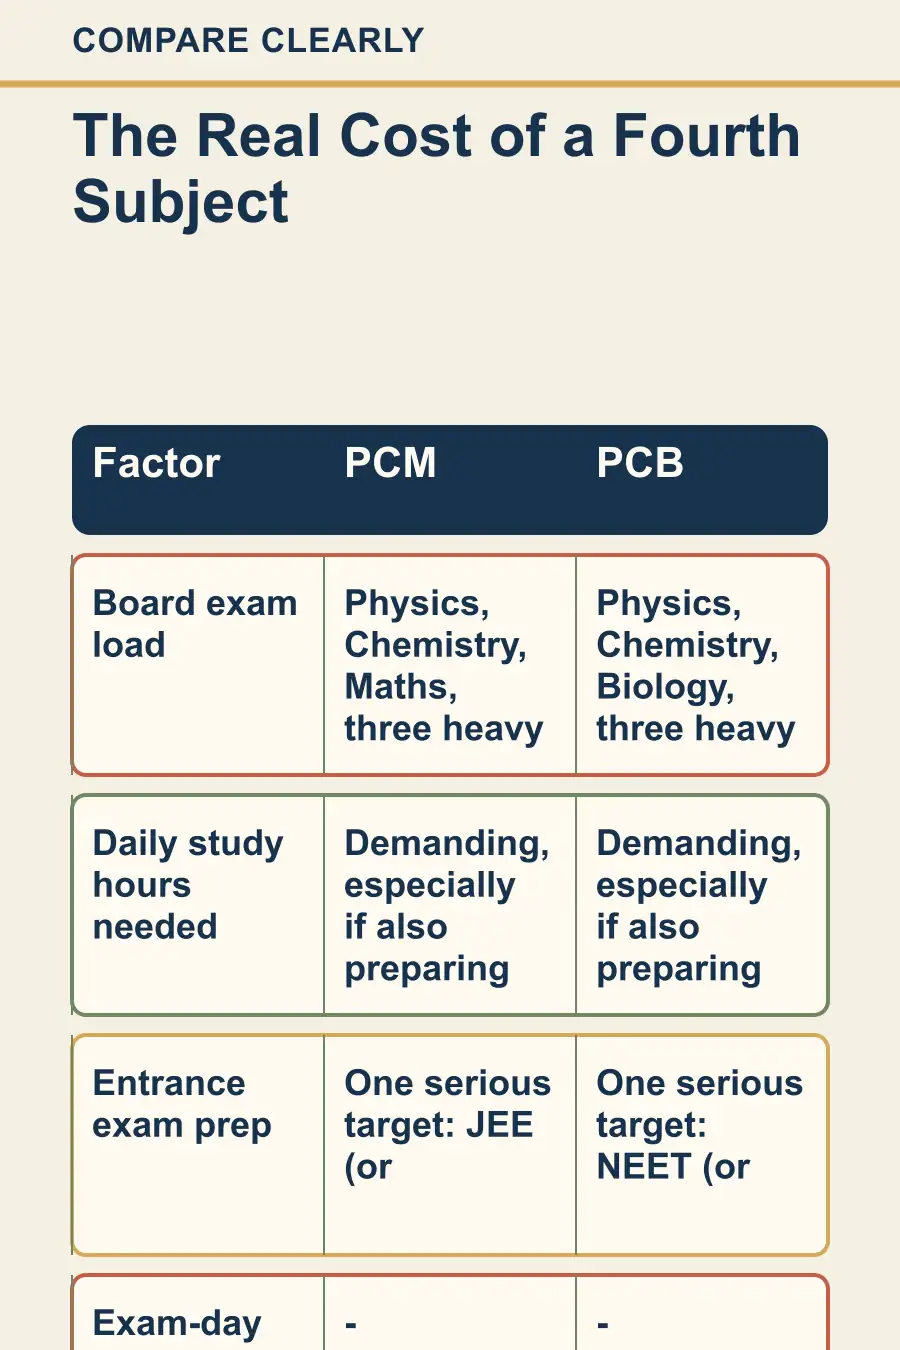 COMPARE CLEARLY
The Real Cost of a Fourth
Subject
Factor
PCM
PCB
Board exam
load
Physics,
Chemistry,
Maths,
three heavy
Physics,
Chemistry,
Biology,
three heavy
Daily study
hours
needed
Demanding,
especially
if also
preparing
Demanding,
especially
if also
preparing
Entrance
exam prep
One serious
target: JEE
(or
One serious
target:
NEET (or
Exam-day
-
-